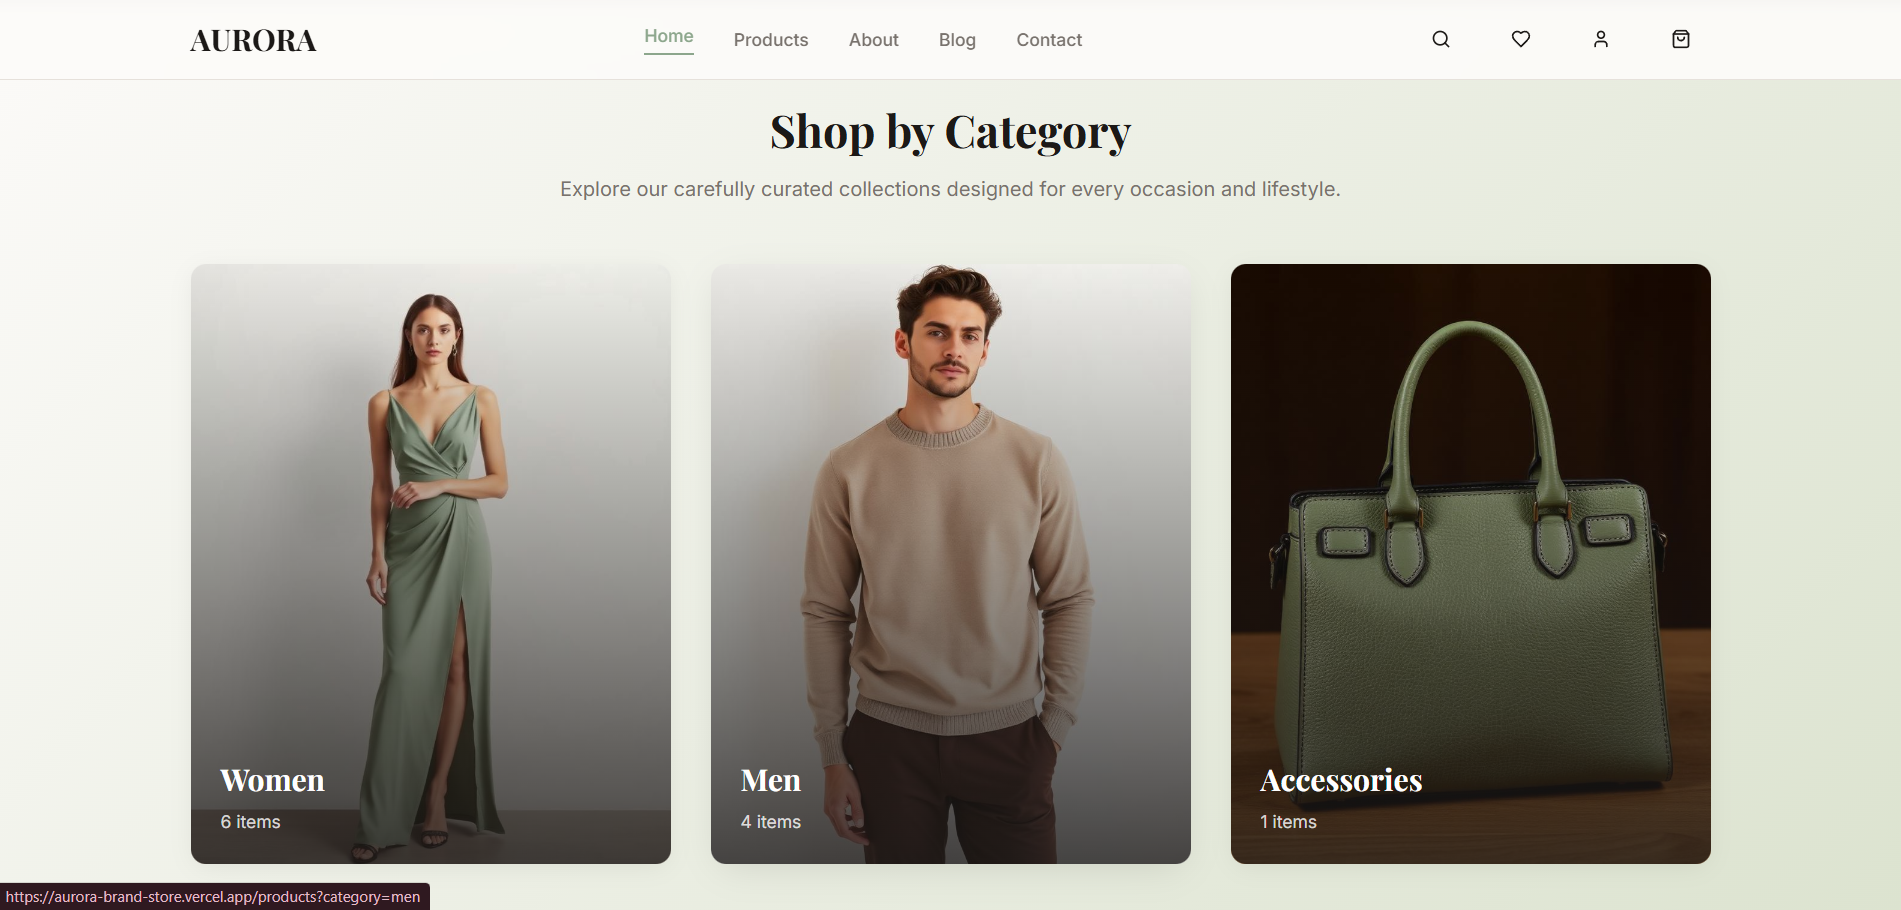 AURORA
Home
Products
About
Blog
Contact
Shop by Category
Explore our carefully curated collections designed for every occasion and lifestyle.
Women
6 items
Men
4 items
Accessories
1 items
https://aurora-brand-store.vercel.app/products?category=men